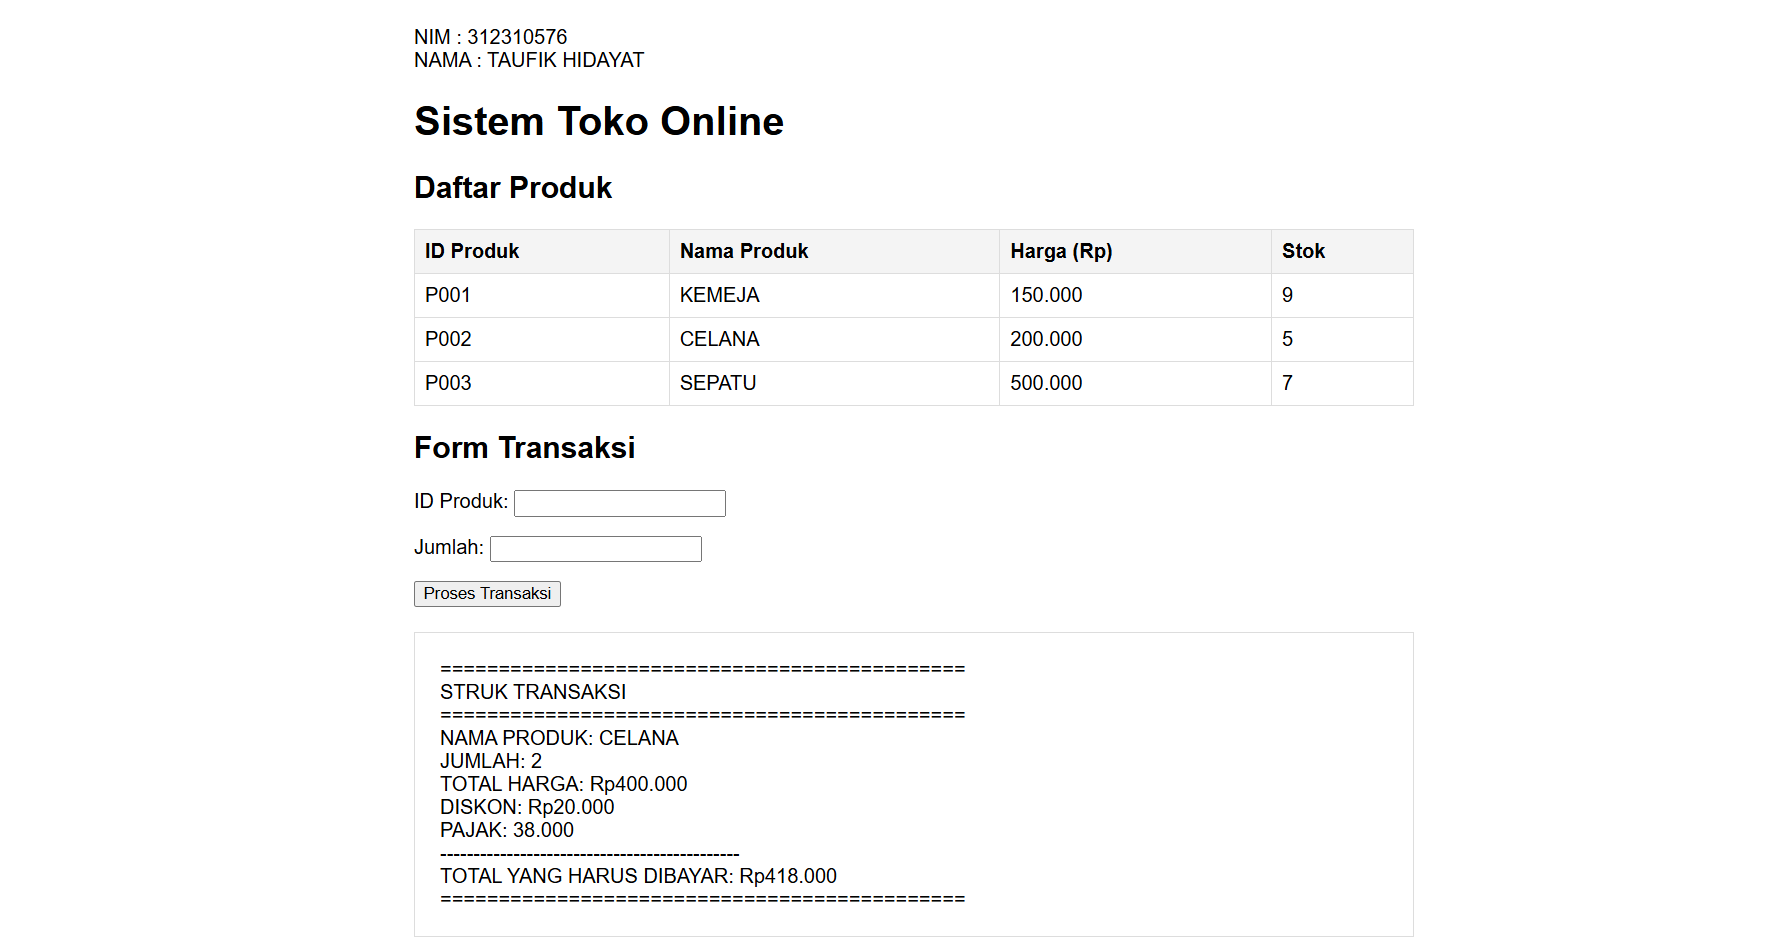 NIM : 312310576
NAMA : TAUFIK HIDAYAT
Sistem Toko Online
Daftar Produk
ID Produk Nama Produk Harga (Rp) Stok
P001 KEMEJA 150.000 9
P002 CELANA 200.000 5
P003 SEPATU 500.000 7
Form Transaksi
ID Produk:
Jumlah:
Proses Transaksi
=============================================
STRUK TRANSAKSI
=============================================
NAMA PRODUK: CELANA
JUMLAH: 2
TOTAL HARGA: Rp400.000
DISKON: Rp20.000
PAJAK: 38.000
---------------------------------------------
TOTAL YANG HARUS DIBAYAR: Rp418.000
=============================================